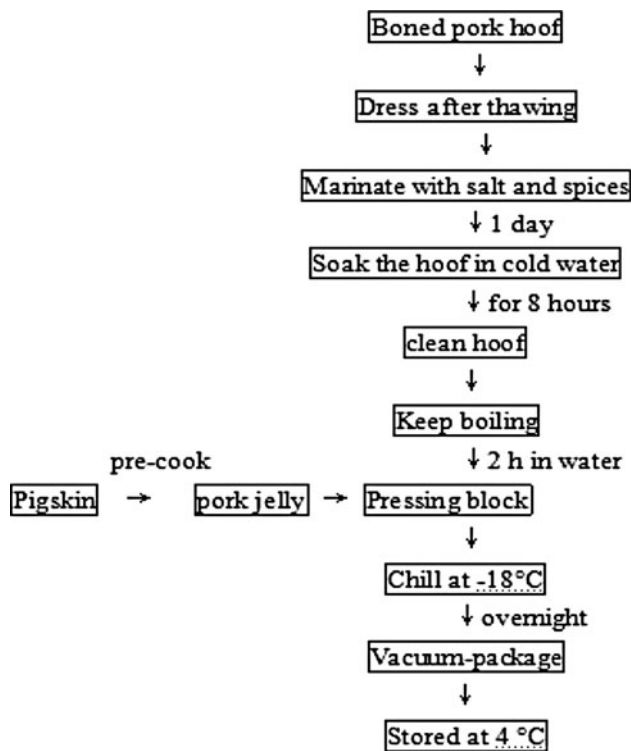 Boned pork hoof
↓
Dress after thawing
↓
Marinate with salt and spices
↓ 1 day
Soak the hoof in cold water
↓ for 8 hours
clean hoof
↓
Keep boiling
pre-cook ↓ 2 h in water
Pigskin → pork jelly → Pressing block
↓
Chill at -18°C
↓ overnight
Vacuum-package
↓
Stored at 4 °C